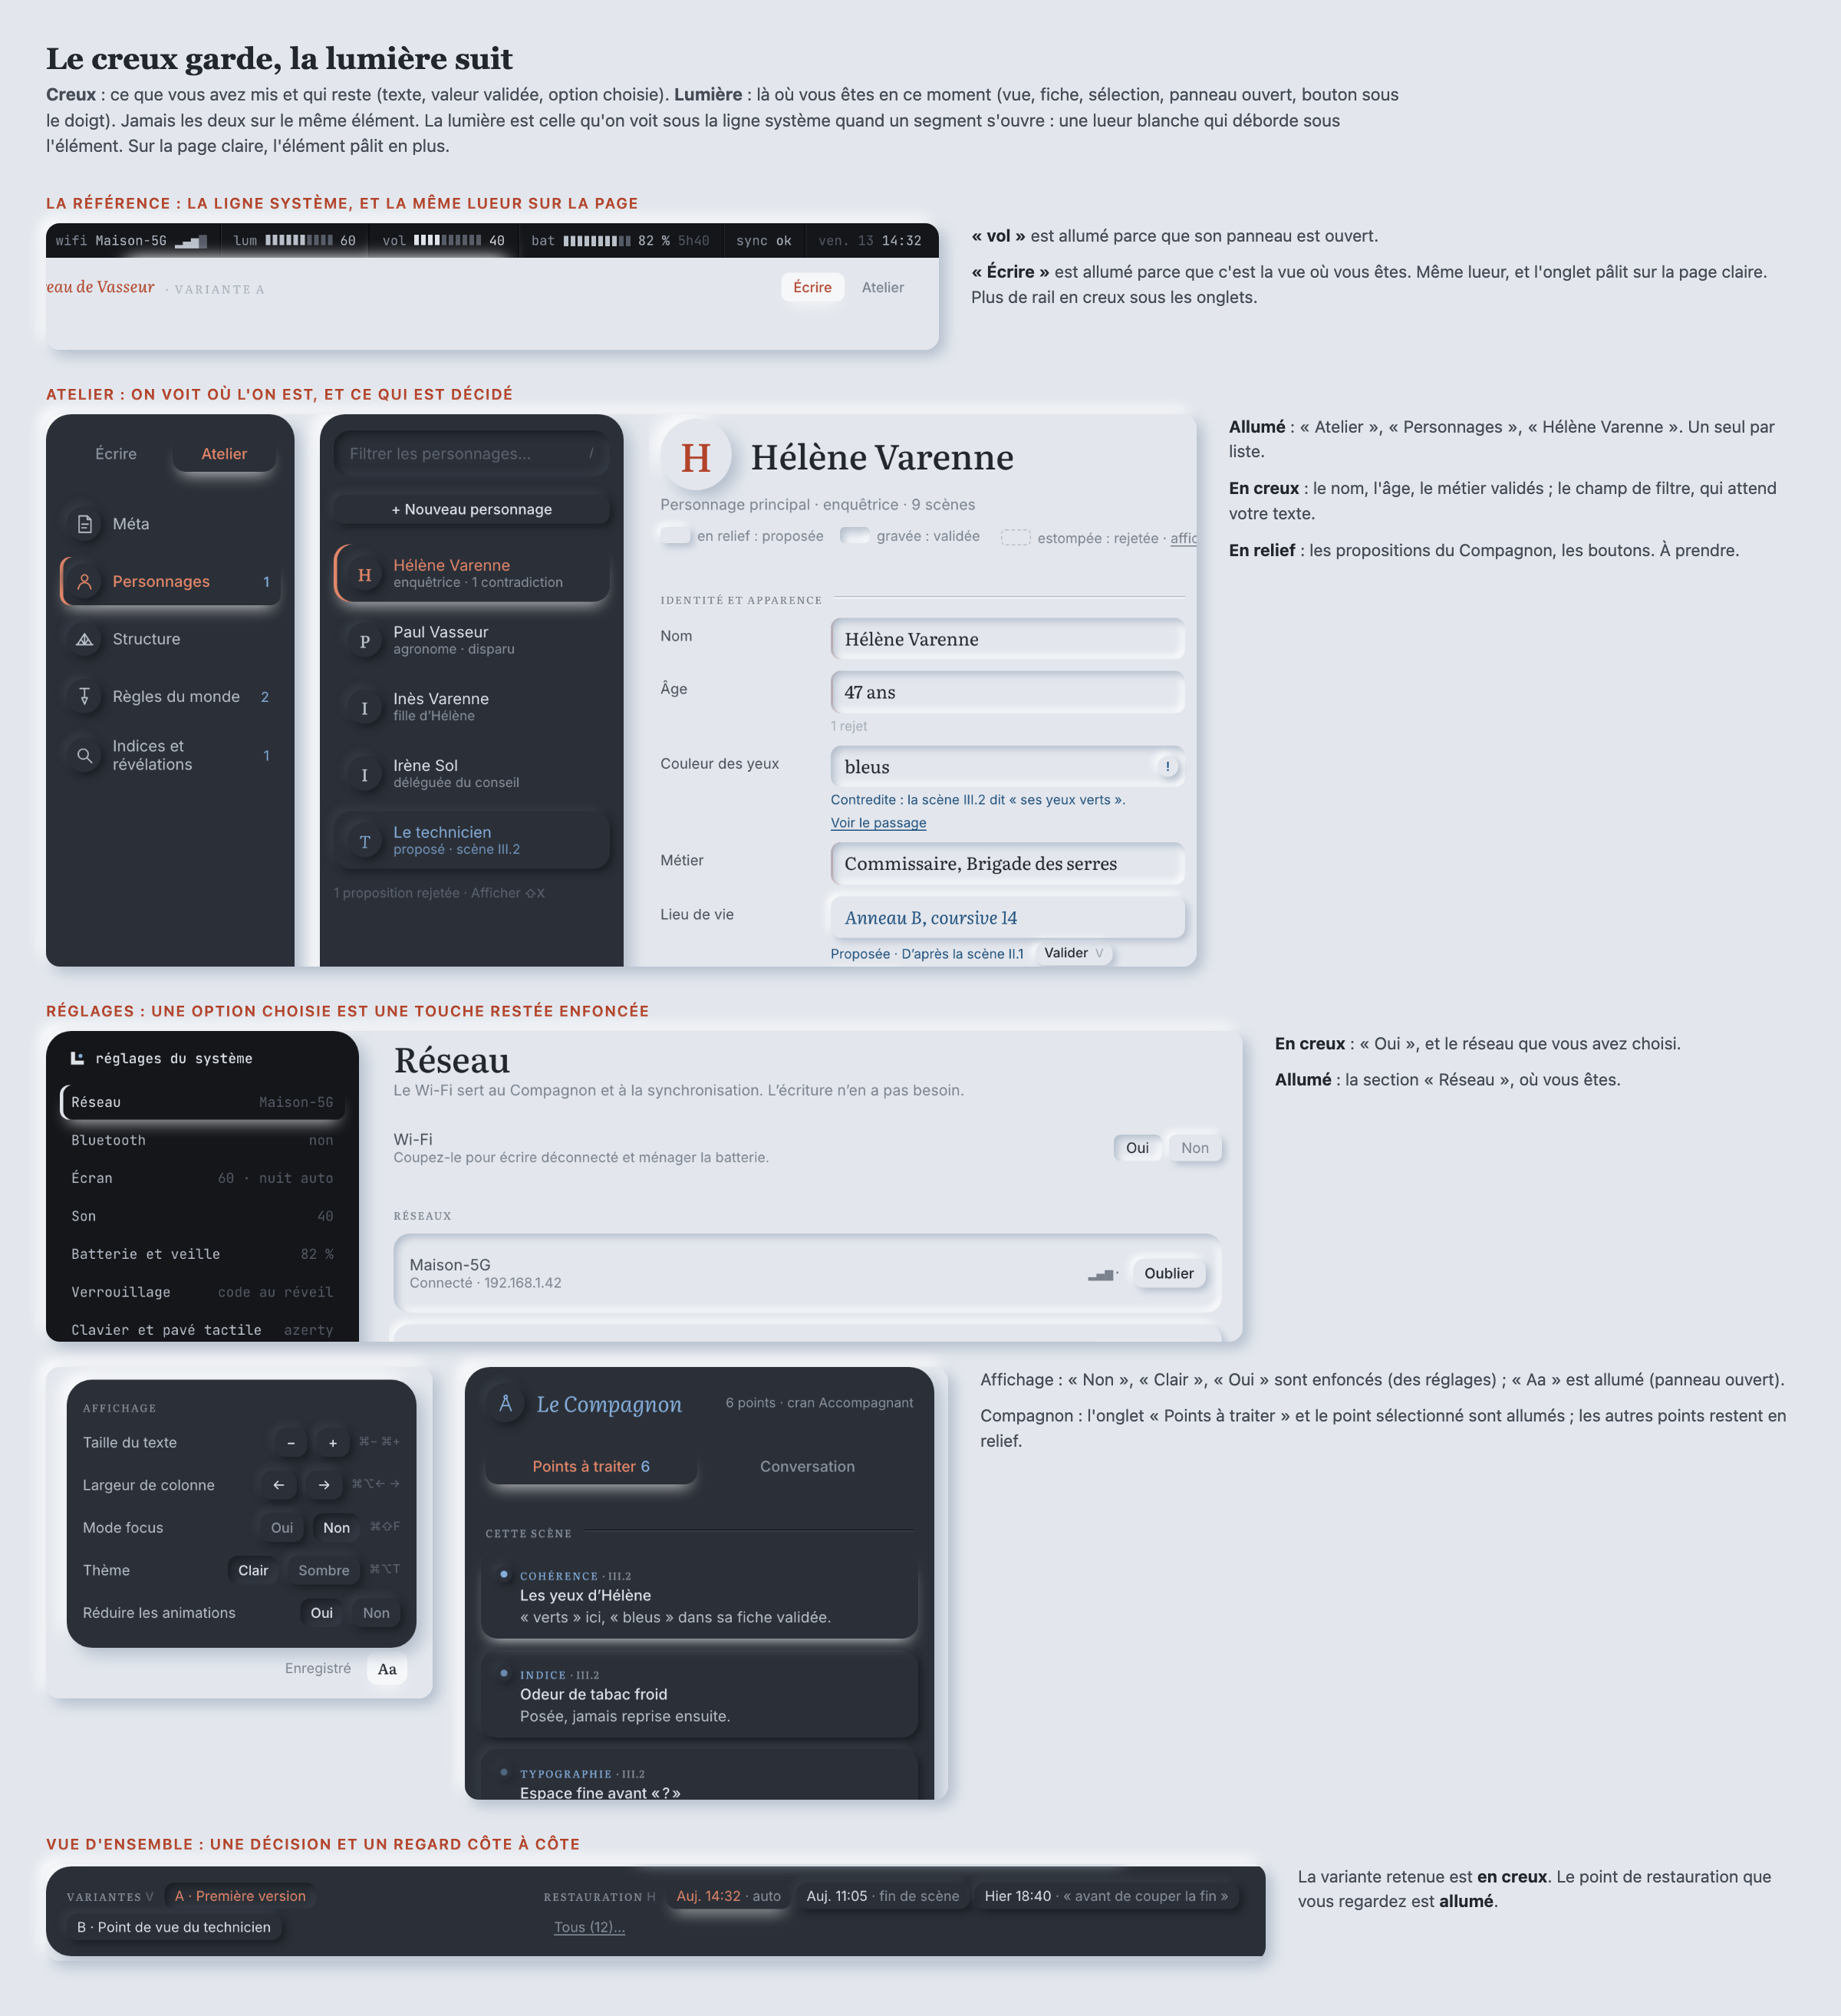 Le creux garde, la lumière suit
Creux : ce que vous avez mis et qui reste (texte, valeur validée, option choisie). Lumière : là où vous êtes en ce moment (vue, fiche, sélection, panneau ouvert, bouton sous
le doigt). Jamais les deux sur le même élément. La lumière est celle qu'on voit sous la ligne système quand un segment s'ouvre : une lueur blanche qui déborde sous
l'élément. Sur la page claire, l'élément pâlit en plus.
LA RÉFÉRENCE : LA LIGNE SYSTÈME, ET LA MÊME LUEUR SUR LA PAGE
wifi Maison-5G lum 60 vol 40 bat 82 % 5h40 sync ok ven. 13 14:32
eau de Vasseur · VARIANTE A
Écrire Atelier
« vol » est allumé parce que son panneau est ouvert.
« Écrire » est allumé parce que c'est la vue où vous êtes. Même lueur, et l'onglet pâlit sur la page claire.
Plus de rail en creux sous les onglets.
ATELIER : ON VOIT OÙ L'ON EST, ET CE QUI EST DÉCIDÉ
Écrire Atelier
Méta
Personnages 1
Structure
Règles du monde 2
Indices et
révélations 1
Filtrer les personnages... /
+ Nouveau personnage
H Hélène Varenne
enquêtrice · 1 contradiction
P Paul Vasseur
agronome · disparu
I Inès Varenne
fille d’Hélène
I Irène Sol
déléguée du conseil
T Le technicien
proposé · scène III.2
1 proposition rejetée · Afficher ⇧X
H Hélène Varenne
Personnage principal · enquêtrice · 9 scènes
en relief : proposée gravée : validée estompée : rejetée · affic
IDENTITÉ ET APPARENCE
Nom Hélène Varenne
Âge 47 ans
1 rejet
Couleur des yeux bleus !
Contredite : la scène III.2 dit « ses yeux verts ».
Voir le passage
Métier Commissaire, Brigade des serres
Lieu de vie Anneau B, coursive 14
Proposée · D’après la scène II.1 Valider V
Allumé : « Atelier », « Personnages », « Hélène Varenne ». Un seul par
liste.
En creux : le nom, l'âge, le métier validés ; le champ de filtre, qui attend
votre texte.
En relief : les propositions du Compagnon, les boutons. À prendre.
RÉGLAGES : UNE OPTION CHOISIE EST UNE TOUCHE RESTÉE ENFONCÉE
réglages du système
Réseau Maison-5G
Bluetooth non
Écran 60 · nuit auto
Son 40
Batterie et veille 82 %
Verrouillage code au réveil
Clavier et pavé tactile azerty
Réseau
Le Wi-Fi sert au Compagnon et à la synchronisation. L’écriture n’en a pas besoin.
Wi-Fi
Coupez-le pour écrire déconnecté et ménager la batterie.
Oui Non
RÉSEAUX
Maison-5G
Connecté · 192.168.1.42
· Oublier
En creux : « Oui », et le réseau que vous avez choisi.
Allumé : la section « Réseau », où vous êtes.
AFFICHAGE
Taille du texte − + ⌘− ⌘+
Largeur de colonne ← → ⌘⌥← →
Mode focus Oui Non ⌘⇧F
Thème Clair Sombre ⌘⌥T
Réduire les animations Oui Non
Enregistré Aa
Le Compagnon 6 points · cran Accompagnant
Points à traiter 6 Conversation
CETTE SCÈNE
COHÉRENCE · III.2
Les yeux d’Hélène
« verts » ici, « bleus » dans sa fiche validée.
INDICE · III.2
Odeur de tabac froid
Posée, jamais reprise ensuite.
TYPOGRAPHIE · III.2
Espace fine avant « ? »
Affichage : « Non », « Clair », « Oui » sont enfoncés (des réglages) ; « Aa » est allumé (panneau ouvert).
Compagnon : l'onglet « Points à traiter » et le point sélectionné sont allumés ; les autres points restent en
relief.
VUE D'ENSEMBLE : UNE DÉCISION ET UN REGARD CÔTE À CÔTE
VARIANTES V A · Première version
B · Point de vue du technicien
RESTAURATION H Auj. 14:32 · auto Auj. 11:05 · fin de scène Hier 18:40 · « avant de couper la fin »
Tous (12)...
La variante retenue est en creux. Le point de restauration que
vous regardez est allumé.